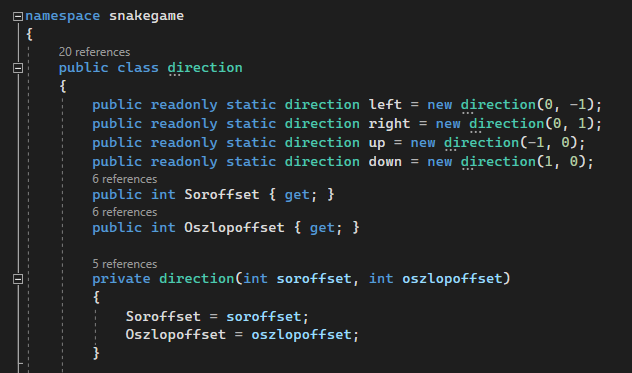 namespace snakegame
{
20 references
public class direction
{
public readonly static direction left = new direction(0, -1);
public readonly static direction right = new direction(0, 1);
public readonly static direction up = new direction(-1, 0);
public readonly static direction down = new direction(1, 0);
6 references
public int Soroffset { get; }
6 references
public int Oszlopoffset { get; }
5 references
private direction(int soroffset, int oszlopoffset)
{
Soroffset = soroffset;
Oszlopoffset = oszlopoffset;
}